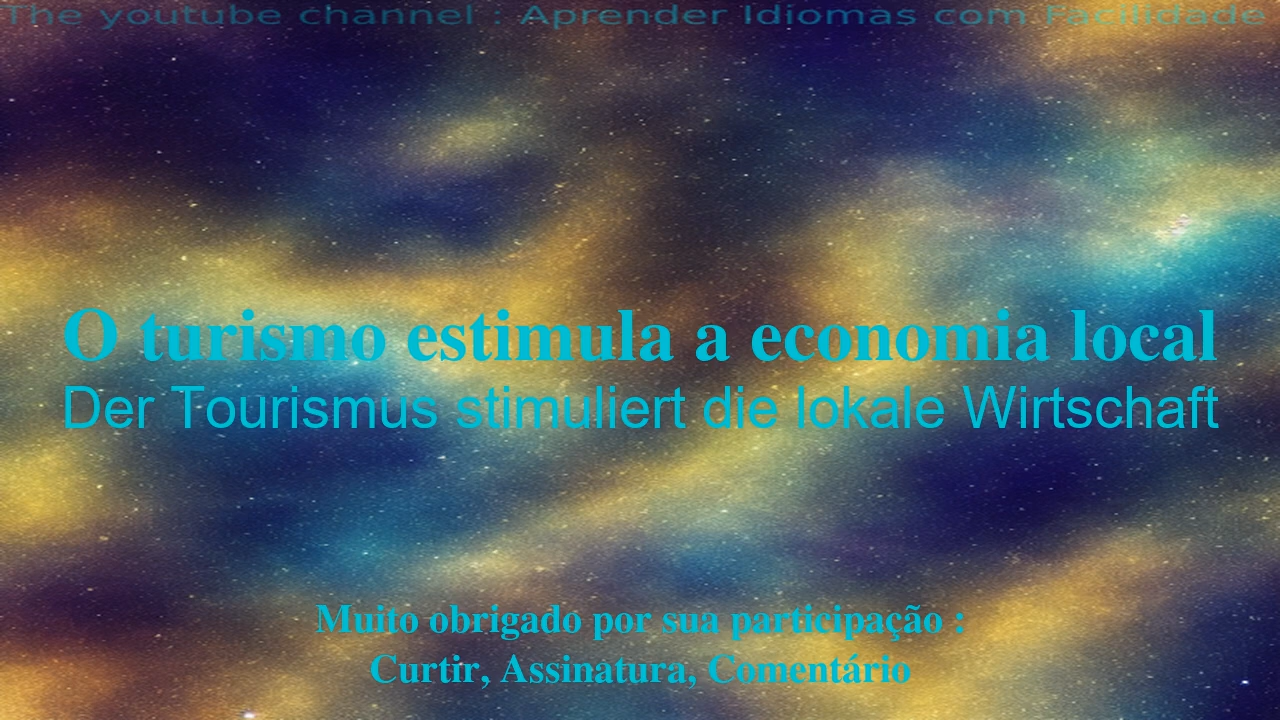 The youtube channel : Aprender Idiomas com Facilidade
O turismo estimula a economia local
Der Tourismus stimuliert die lokale Wirtschaft
Muito obrigado por sua participação :
Curtir, Assinatura, Comentário